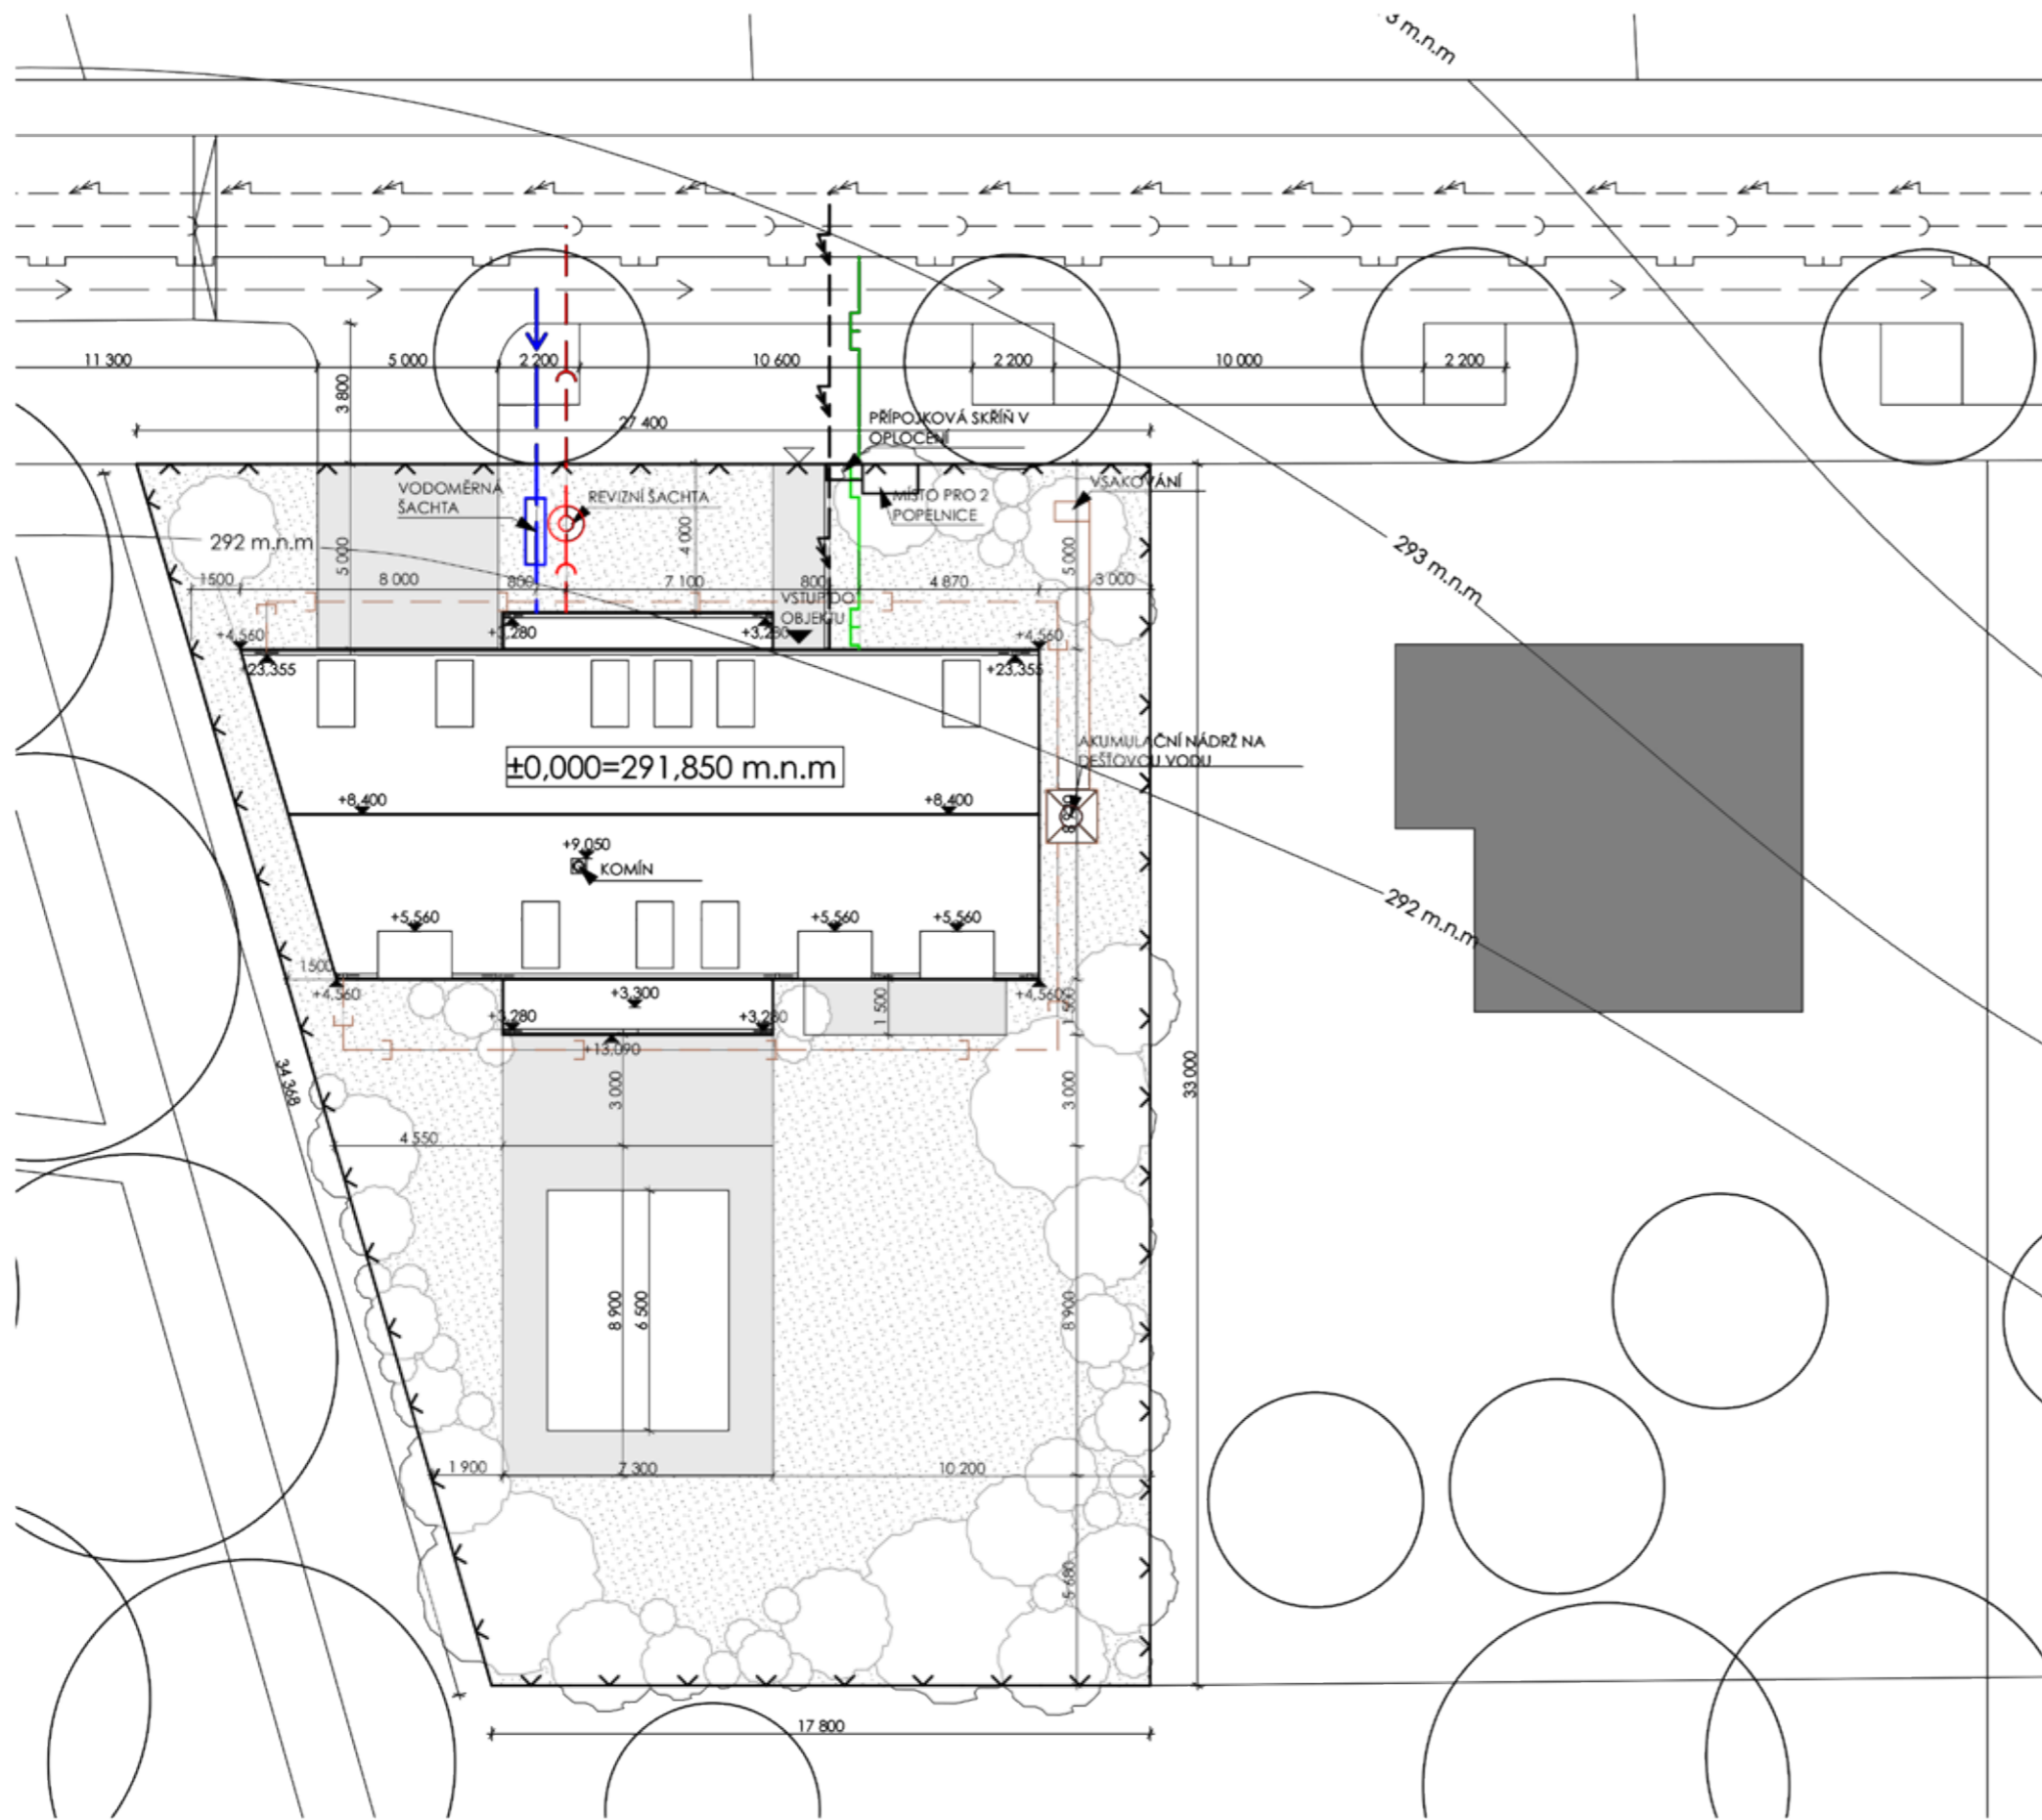 3 m.n.m
11 300
5 000
2 200
10 600
2 200
10 000
2 200
3 800
27 400
PŘÍPOJKOVÁ SKŘÍŇ V
OPLOCENÍ
VODOMĚRNÁ
ŠACHTA
REVIZNÍ ŠACHTA
MÍSTO PRO 2
POPELNICE
VSAKOVÁNÍ
292 m.n.m
5 000
4 000
5 000
293 m.n.m
1500
8 000
800
7 100
800
4 870
3 000
VSTUP DO
OBJEKTU
+4,560
+3,280
+3,280
+4,560
+23,355
+23,355
±0,000=291,850 m.n.m
AKUMULAČNÍ NÁDRŽ NA
DEŠŤOVOU VODU
+8,400
+8,400
+9,050
KOMÍN
+5,560
+5,560
+5,560
292 m.n.m
1500
+4,560
+3,300
+3,280
+3,280
+4,560
1 500
1 500
+13,090
34 368
3 000
3 000
33 000
4 550
8 900
6 500
8 900
1 900
7 300
10 200
5 680
17 800